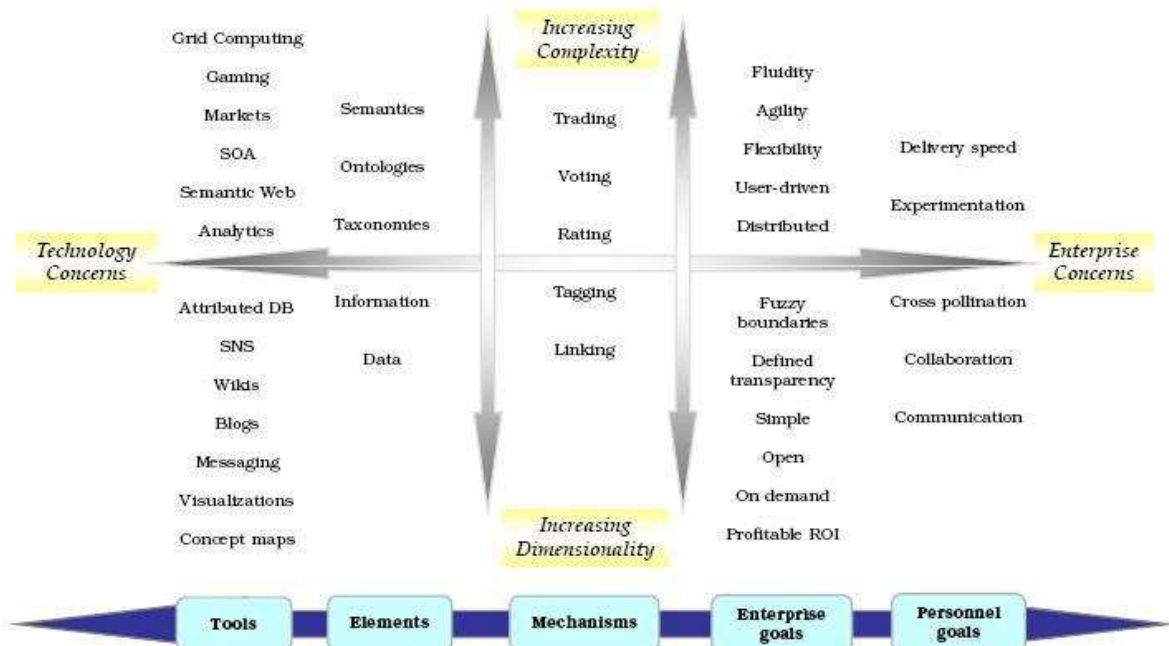 Increasing
Complexity
Grid Computing
Gaming
Markets
SOA
Semantic Web
Analytics
Semantics
Ontologies
Taxonomies
Trading
Voting
Rating
Fluidity
Agility
Flexibility
User-driven
Distributed
Delivery speed
Experimentation
Technology
Concerns
Enterprise
Concerns
Attributed DB
SNS
Wikis
Blogs
Messaging
Visualizations
Concept maps
Information
Data
Tagging
Linking
Fuzzy
boundaries
Defined
transparency
Simple
Open
On demand
Profitable ROI
Cross pollination
Collaboration
Communication
Increasing
Dimensionality
Tools
Elements
Mechanisms
Enterprise
goals
Personnel
goals